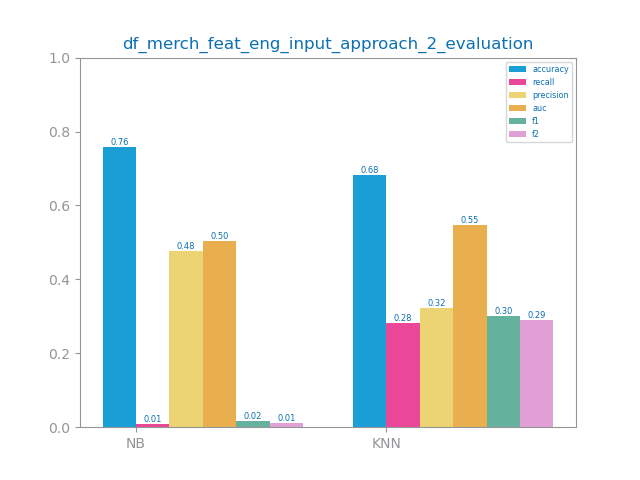 df_merch_feat_eng_input_approach_2_evaluation
1.0
0.8
0.6
0.4
0.2
0.0
accuracy
recall
precision
auc
f1
f2
0.76
0.01
0.48
0.50
0.02
0.01
0.68
0.28
0.32
0.55
0.30
0.29
NB
KNN